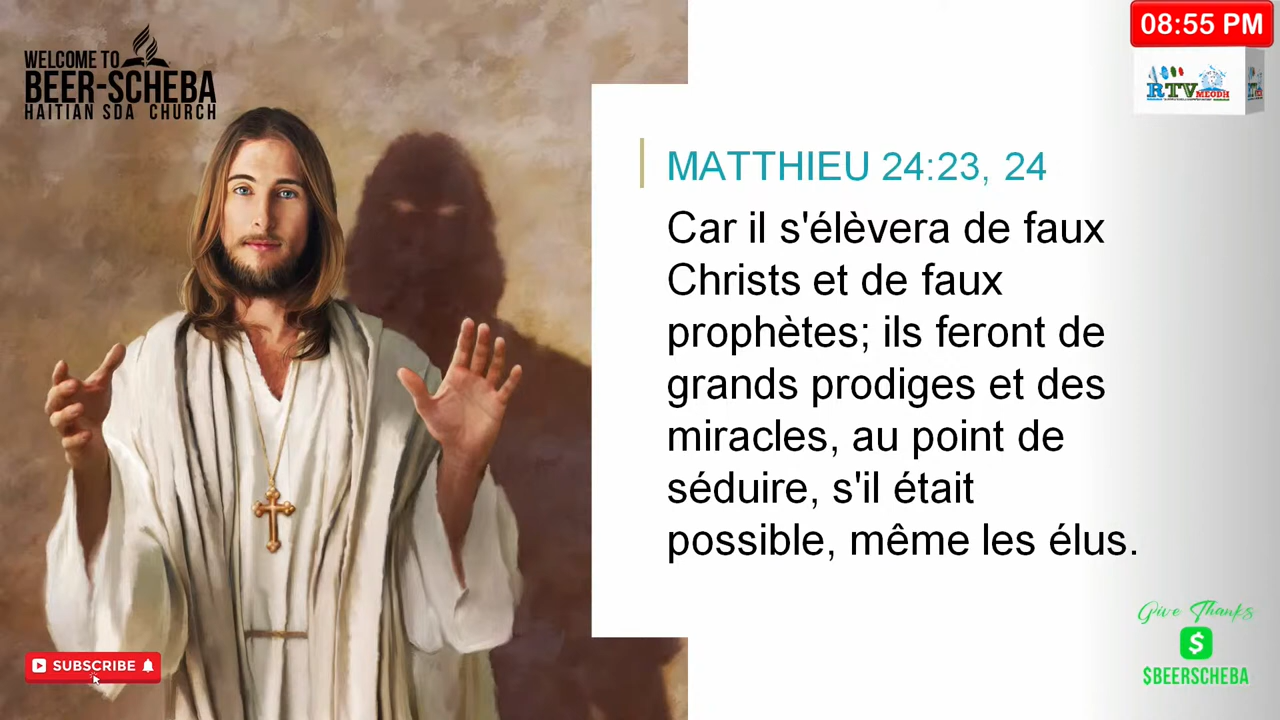 WELCOME TO
BEER-SCHEBA
HAITIAN SDA CHURCH
08:55 PM
RTV MEODH
MATTHIEU 24:23, 24
Car il s'élèvera de faux
Christs et de faux
prophètes; ils feront de
grands prodiges et des
miracles, au point de
séduire, s'il était
possible, même les élus.
SUBSCRIBE
Give Thanks
$
$BEERSCHEBA